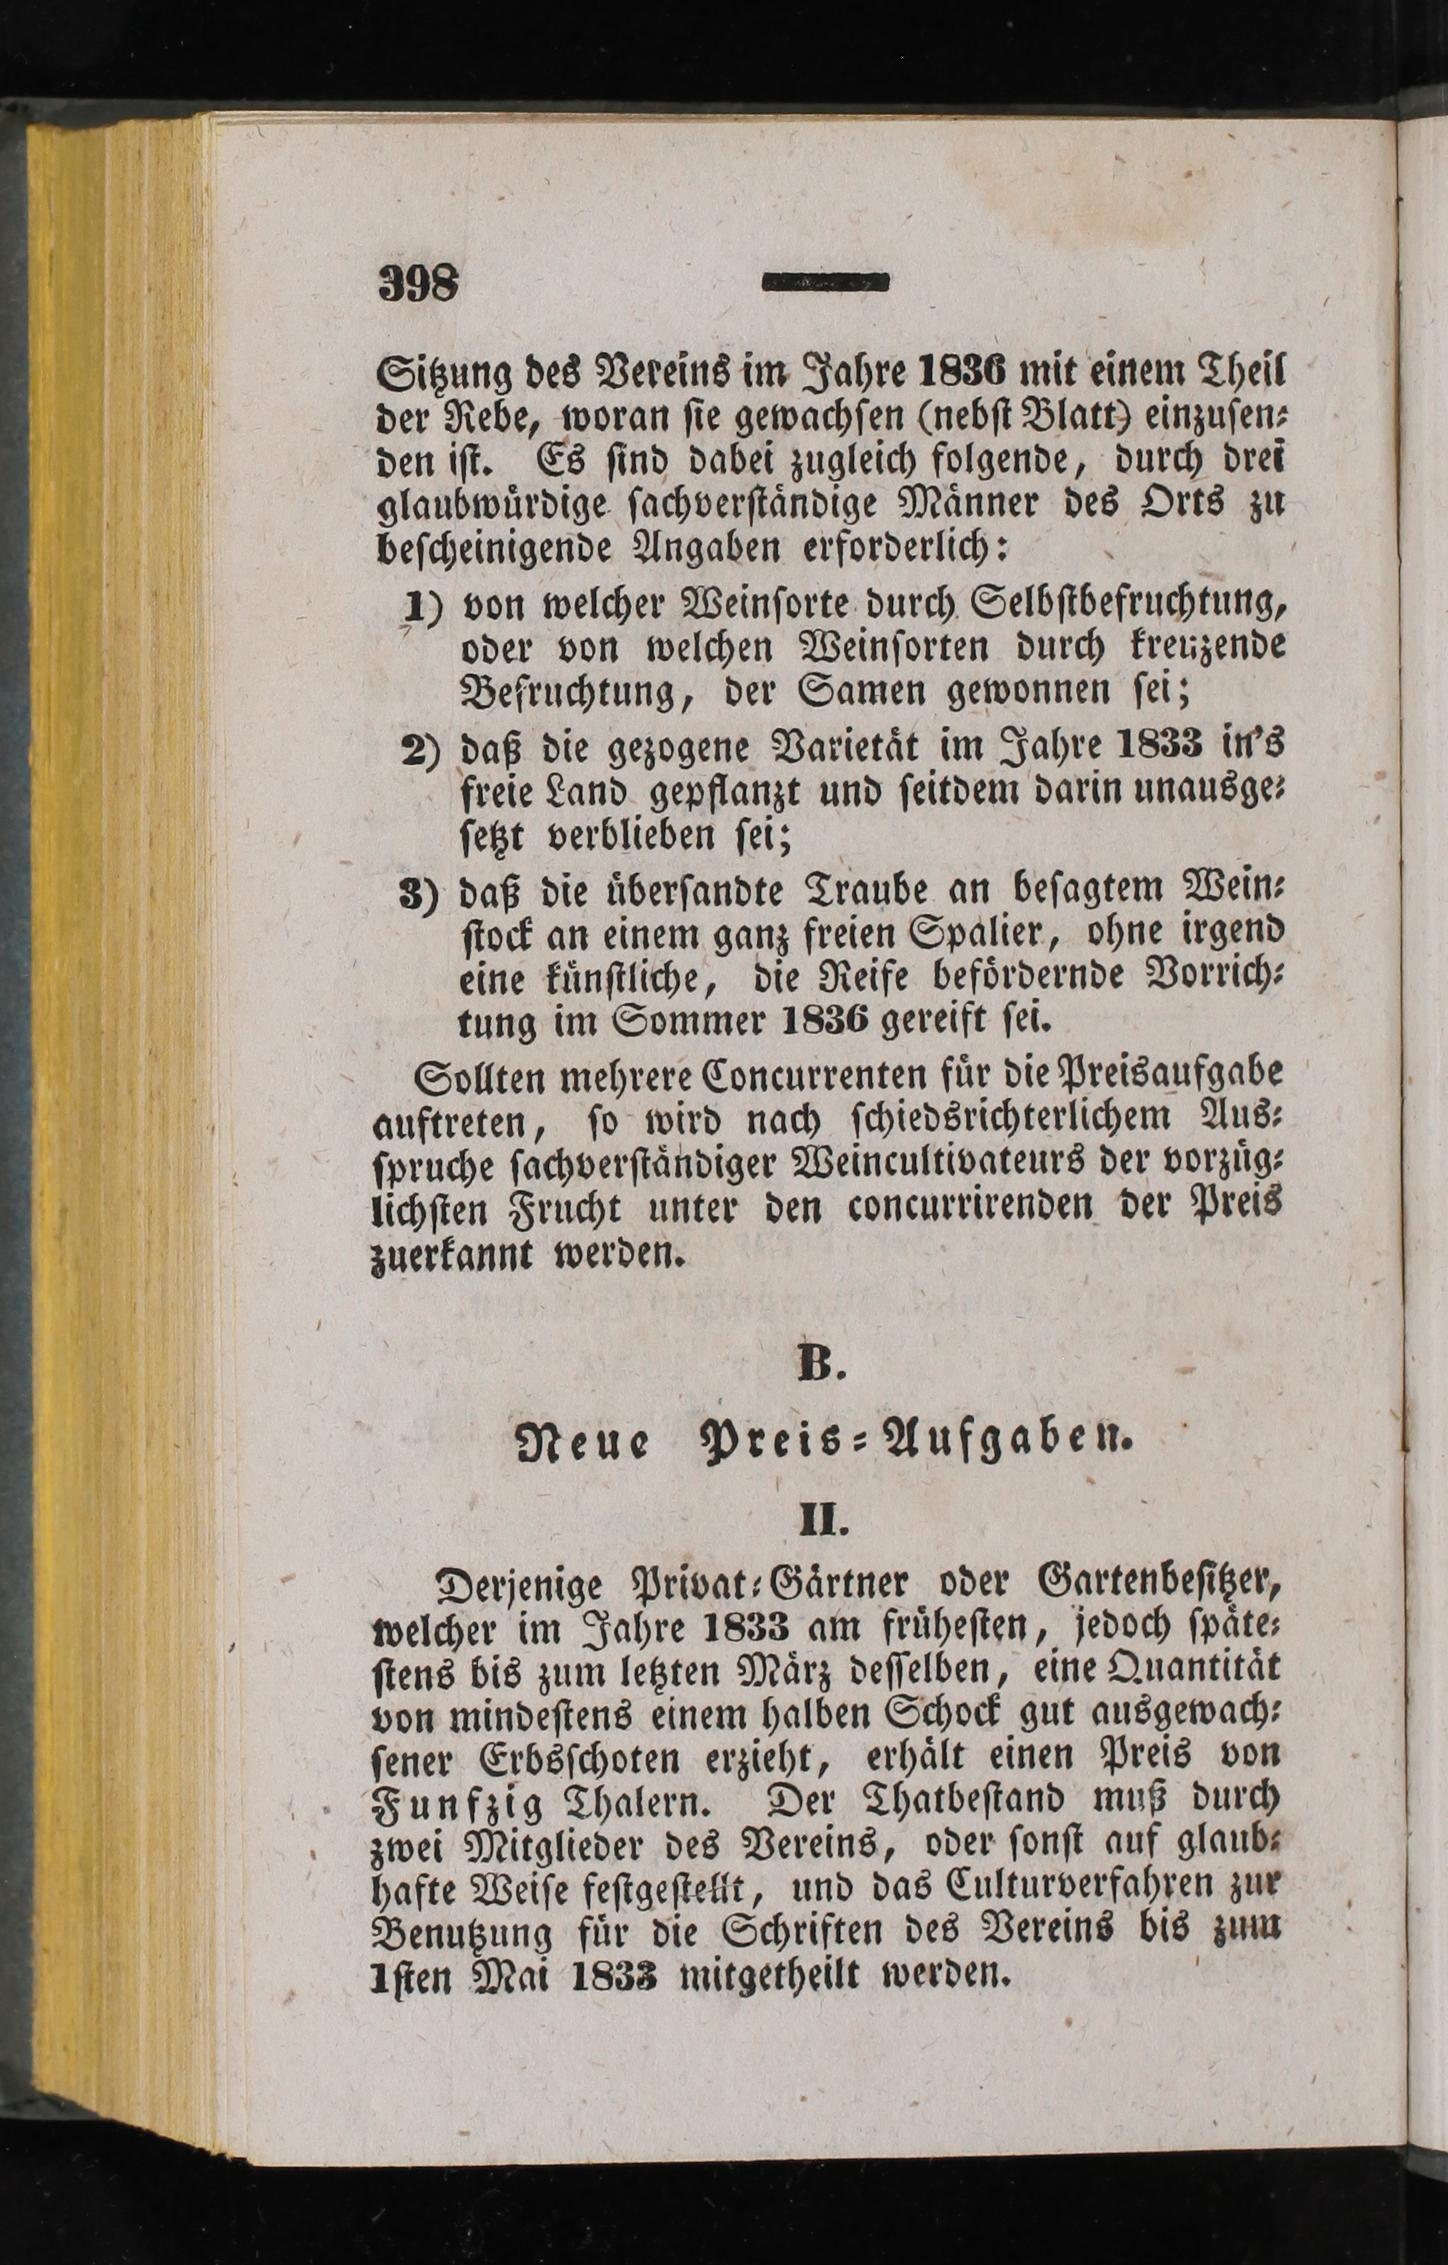 398
Sitzung des Vereins im Jahre 1836 mit einem Theil
der Rebe, woran sie gewachsen (nebst Blatt) einzusen⸗
den ist. Es sind dabei zugleich folgende, durch drei
glaubwürdige sachverständige Männer des Orts zu
bescheinigende Angaben erforderlich:
1) von welcher Weinsorte durch Selbstbefruchtung,
oder von welchen Weinsorten durch kreuzende
Befruchtung, der Samen gewonnen sei;
2) daß die gezogene Varietät im Jahre 1833 in's
freie Land gepflanzt und seitdem darin unausge⸗
setzt verblieben sei;
3) daß die übersandte Traube an besagtem Wein⸗
stock an einem ganz freien Spalier, ohne irgend
eine künstliche, die Reife befördernde Vorrich⸗
tung im Sommer 1836 gereift sei.
Sollten mehrere Concurrenten für die Preisaufgabe
auftreten, so wird nach schiedsrichterlichem Aus⸗
spruche sachverständiger Weincultivateurs der vorzüg⸗
lichsten Frucht unter den concurrirenden der Preis
zuerkannt werden.
B.
Neue Preis⸗Aufgaben.
II.
Derjenige Privat⸗Gärtner oder Gartenbesitzer,
welcher im Jahre 1833 am frühesten, jedoch späte⸗
stens bis zum letzten März desselben, eine Quantität
von mindestens einem halben Schock gut ausgewach⸗
sener Erbsschoten erzieht, erhält einen Preis von
Funfzig Thalern. Der Thatbestand muß durch
zwei Mitglieder des Vereins, oder sonst auf glaub⸗
hafte Weise festgestellt, und das Culturverfahren zur
Benutzung für die Schriften des Vereins bis zum
1sten Mai 1833 mitgetheilt werden.